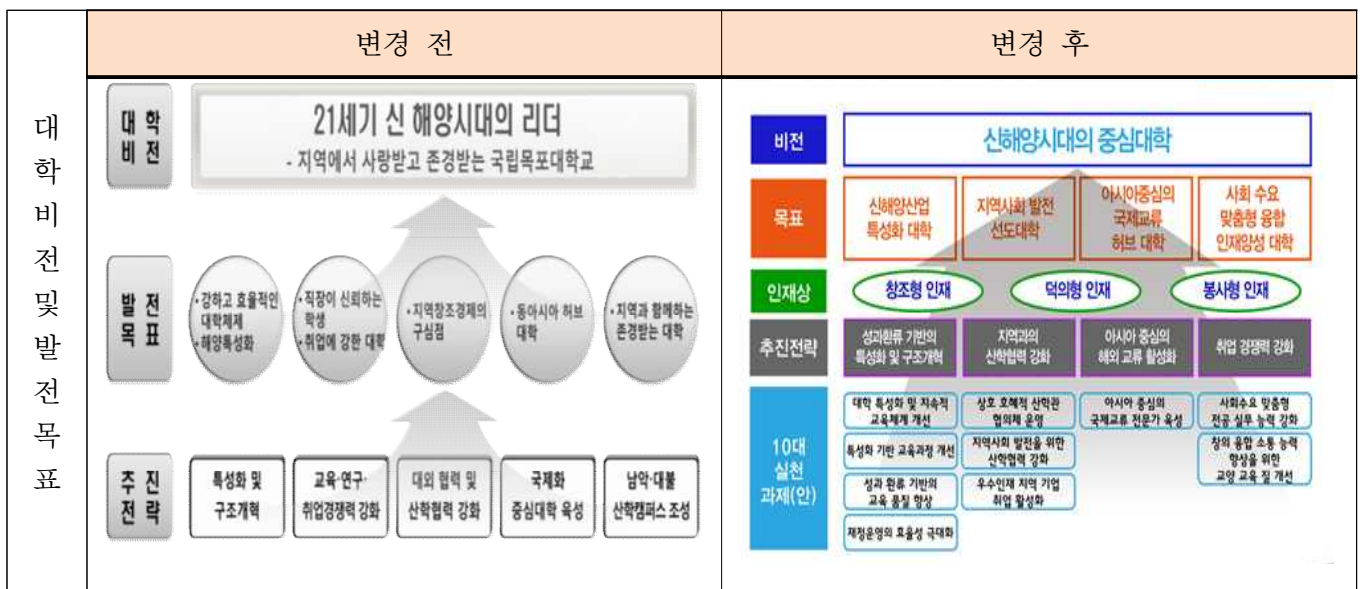 변경 전
변경 후
대학비전및발전목표
대 학
비 전
21세기 신 해양시대의 리더
- 지역에서 사랑받고 존경받는 국립목포대학교
발 전
목 표
·강하고 효율적인
대학체제
·해양특성화
·직장이 신뢰하는
학생
·취업에 강한 대학
·지역창조경제의
구심점
·동아시아 허브
대학
·지역과 함께하는
존경받는 대학
추 진
전 략
특성화 및
구조개혁
교육·연구·
취업경쟁력 강화
대외 협력 및
산학협력 강화
국제화
중심대학 육성
남악·대불
산학캠퍼스 조성
비전
신해양시대의 중심대학
목표
신해양산업
특성화 대학
지역사회 발전
선도대학
아시아중심의
국제교류
허브 대학
사회 수요
맞춤형 융합
인재양성 대학
인재상
창조형 인재
덕의형 인재
봉사형 인재
추진전략
성과환류 기반의
특성화 및 구조개혁
지역과의
산학협력 강화
아시아 중심의
해외 교류 활성화
취업 경쟁력 강화
10대
실천
과제(안)
대학 특성화 및 지속적
교육체계 개선
특성화 기반 교육과정 개선
성과 환류 기반의
교육 품질 향상
재정운영의 효율성 극대화
상호 호혜적 산학관
협의체 운영
지역사회 발전을 위한
산학협력 강화
우수인재 지역 기업
취업 활성화
아시아 중심의
국제교류 전문가 육성
사회수요 맞춤형
전공 실무 능력 강화
창의 융합 소통 능력
향상을 위한
교양 교육 질 개선